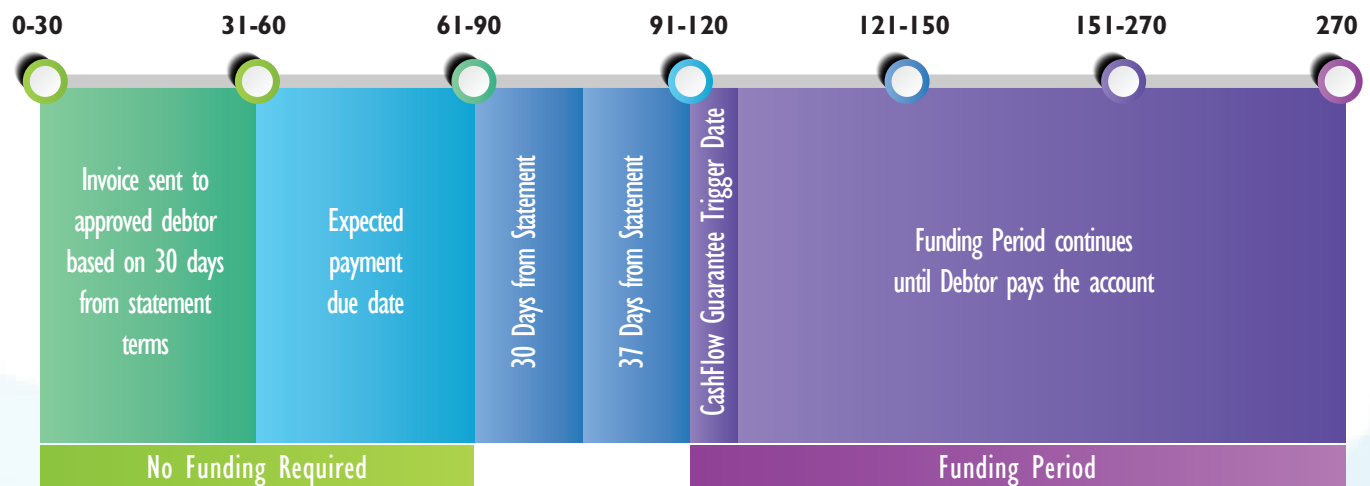 0-30 31-60 61-90 91-120 121-150 151-270 270
Invoice sent to
approved debtor
based on 30 days
from statement
terms
Expected
payment
due date
30 Days from Statement
37 Days from Statement
CashFlow Guarantee Trigger Date
Funding Period continues
until Debtor pays the account
No Funding Required
Funding Period